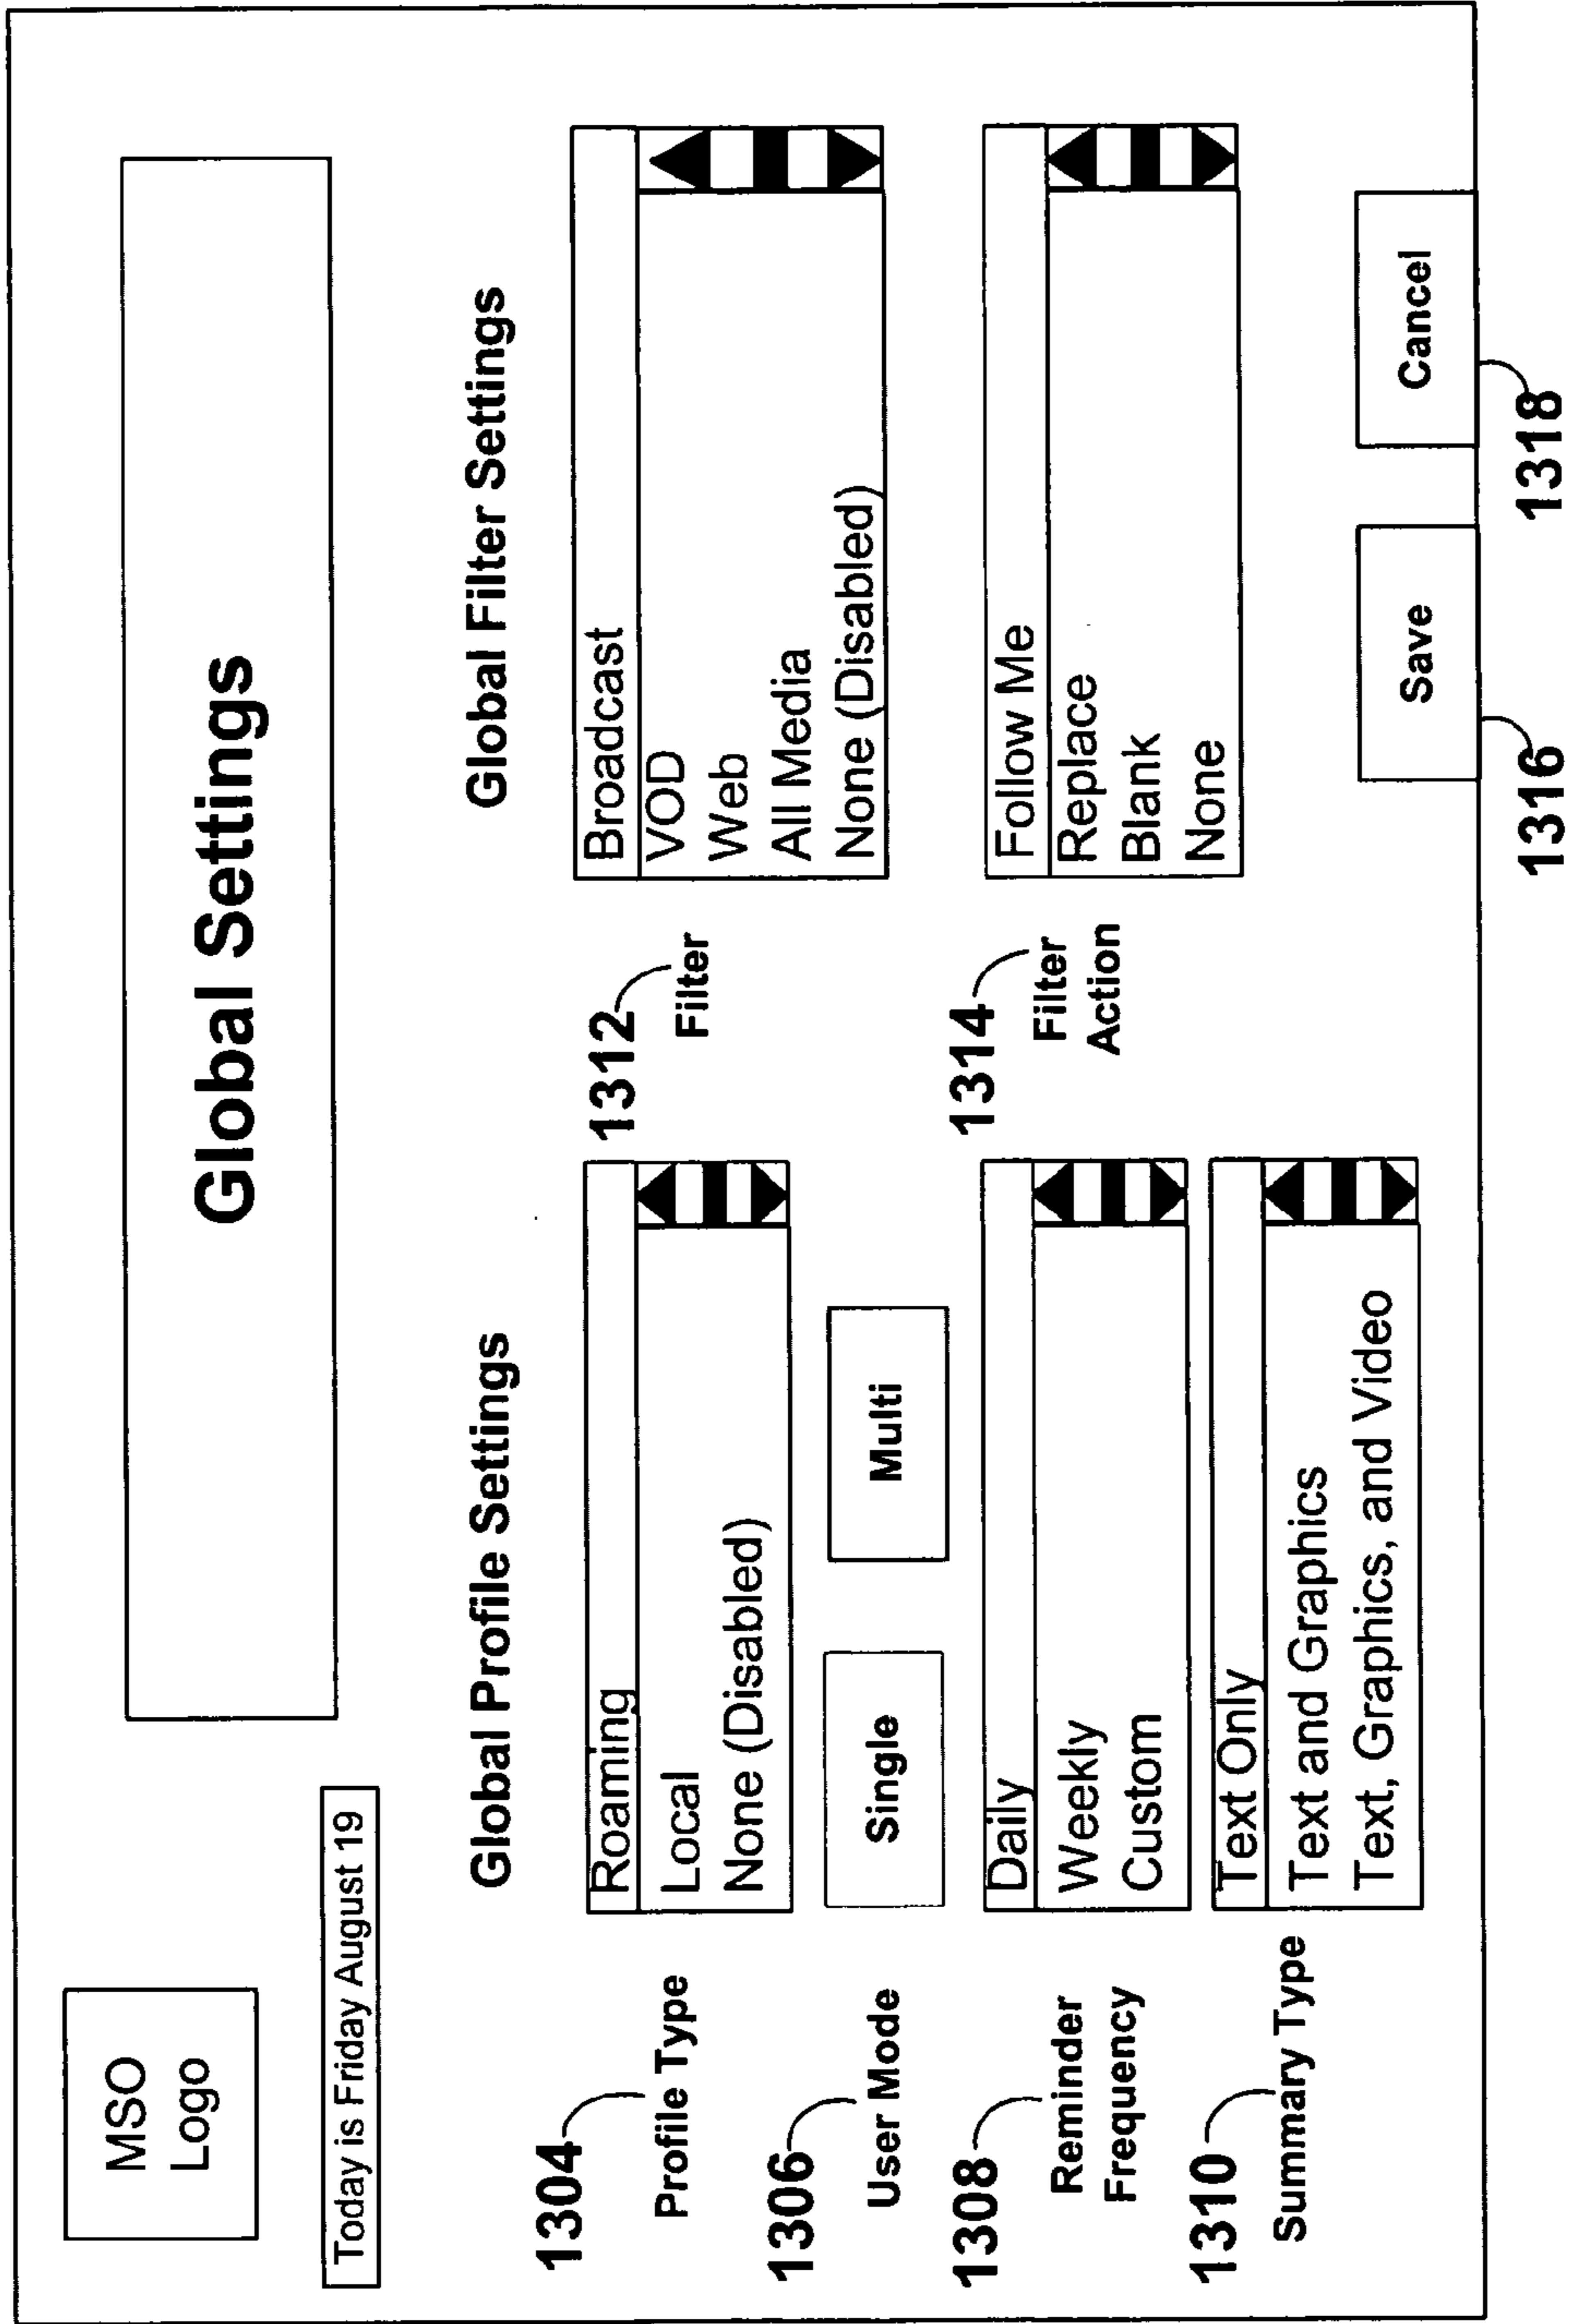 MSO
Logo
Global Settings
Today is Friday August 19
Global Profile Settings
1304
Profile Type
Roaming
Local
None (Disabled)
1306
User Mode
Single
Multi
1308
Reminder
Frequency
Daily
Weekly
Custom
1310
Summary Type
Text Only
Text and Graphics
Text, Graphics, and Video
Global Filter Settings
1312
Filter
Broadcast
VOD
Web
All Media
None (Disabled)
1314
Filter
Action
Follow Me
Replace
Blank
None
Save
Cancel
1316
1318